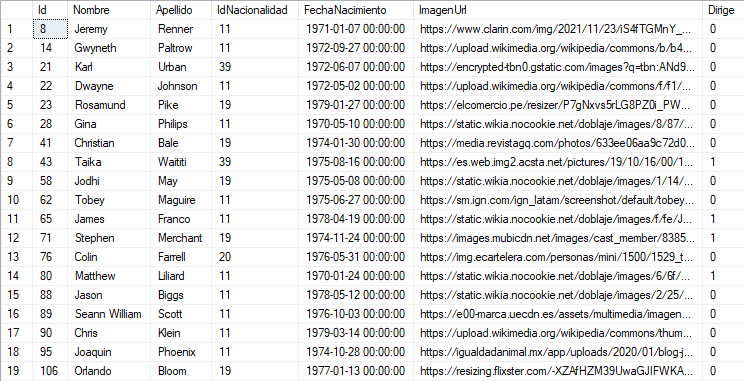 Id Nombre Apellido IdNacionalidad FechaNacimiento ImagenUrl Dirige
1 8 Jeremy Renner 11 1971-01-07 00:00:00 https://www.clarin.com/img/2021/11/23/iS4fTGMnY_... 0
2 14 Gwyneth Paltrow 11 1972-09-27 00:00:00 https://upload.wikimedia.org/wikipedia/commons/b/b4... 0
3 21 Karl Urban 39 1972-06-07 00:00:00 https://encrypted-tbn0.gstatic.com/images?q=tbn:ANd9... 0
4 22 Dwayne Johnson 11 1972-05-02 00:00:00 https://upload.wikimedia.org/wikipedia/commons/f/f1/... 0
5 23 Rosamund Pike 19 1979-01-27 00:00:00 https://elcomercio.pe/resizer/P7gNxvs5rLG8PZ0i_PW... 0
6 28 Gina Philips 11 1970-05-10 00:00:00 https://static.wikia.nocookie.net/doblaje/images/8/87/... 0
7 41 Christian Bale 19 1974-01-30 00:00:00 https://media.revistagq.com/photos/633ee06aa9c72d0... 0
8 43 Taika Waititi 39 1975-08-16 00:00:00 https://es.web.img2.acsta.net/pictures/19/10/16/00/1... 1
9 58 Jodhi May 19 1975-05-08 00:00:00 https://static.wikia.nocookie.net/doblaje/images/1/14/... 0
10 62 Tobey Maguire 11 1975-06-27 00:00:00 https://sm.ign.com/ign_latam/screenshot/default/tobey... 0
11 65 James Franco 11 1978-04-19 00:00:00 https://static.wikia.nocookie.net/doblaje/images/f/fe/J... 1
12 71 Stephen Merchant 19 1974-11-24 00:00:00 https://images.mubicdn.net/images/cast_member/8385... 1
13 76 Colin Farrell 20 1976-05-31 00:00:00 https://img.ecartelera.com/personas/mini/1500/1529_t... 0
14 80 Matthew Liliard 11 1970-01-24 00:00:00 https://static.wikia.nocookie.net/doblaje/images/6/6f/... 1
15 88 Jason Biggs 11 1978-05-12 00:00:00 https://static.wikia.nocookie.net/doblaje/images/2/25/... 0
16 89 Seann William Scott 11 1976-10-03 00:00:00 https://e00-marca.uecdn.es/assets/multimedia/imagen... 0
17 90 Chris Klein 11 1979-03-14 00:00:00 https://upload.wikimedia.org/wikipedia/commons/thum... 0
18 95 Joaquin Phoenix 11 1974-10-28 00:00:00 https://igualdadanimal.mx/app/uploads/2020/01/blog-j... 0
19 106 Orlando Bloom 19 1977-01-13 00:00:00 https://resizing.flixster.com/-XZAfHZM39UwaGJIFWKA... 0